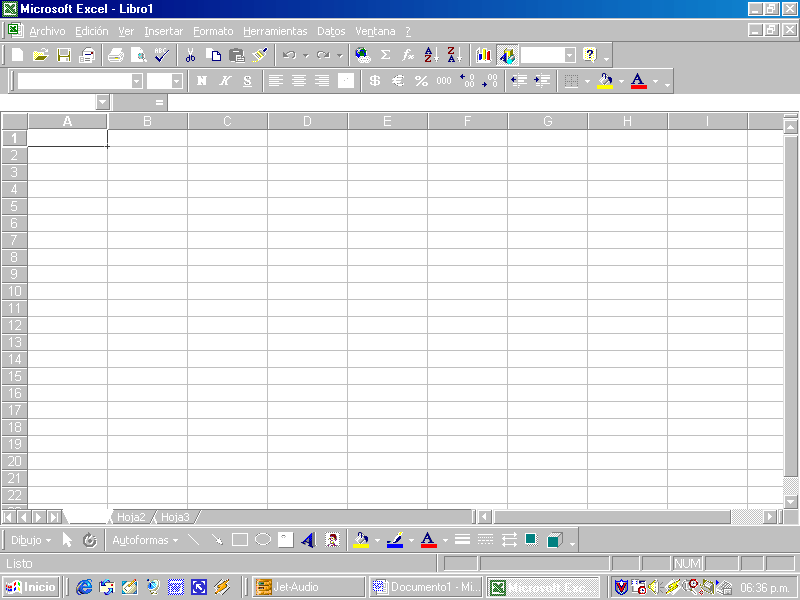 Microsoft Excel - Libro1
Archivo Edición Ver Insertar Formato Herramientas Datos Ventana ?
N K S $ € % 000
=
A B C D E F G H I
1
2
3
4
5
6
7
8
9
10
11
12
13
14
15
16
17
18
19
20
21
22
Hoja2 Hoja3
Dibujo Autoformas
Listo NUM
Inicio Jet-Audio Documento1 - Mi... Microsoft Exc... 06:36 p.m.